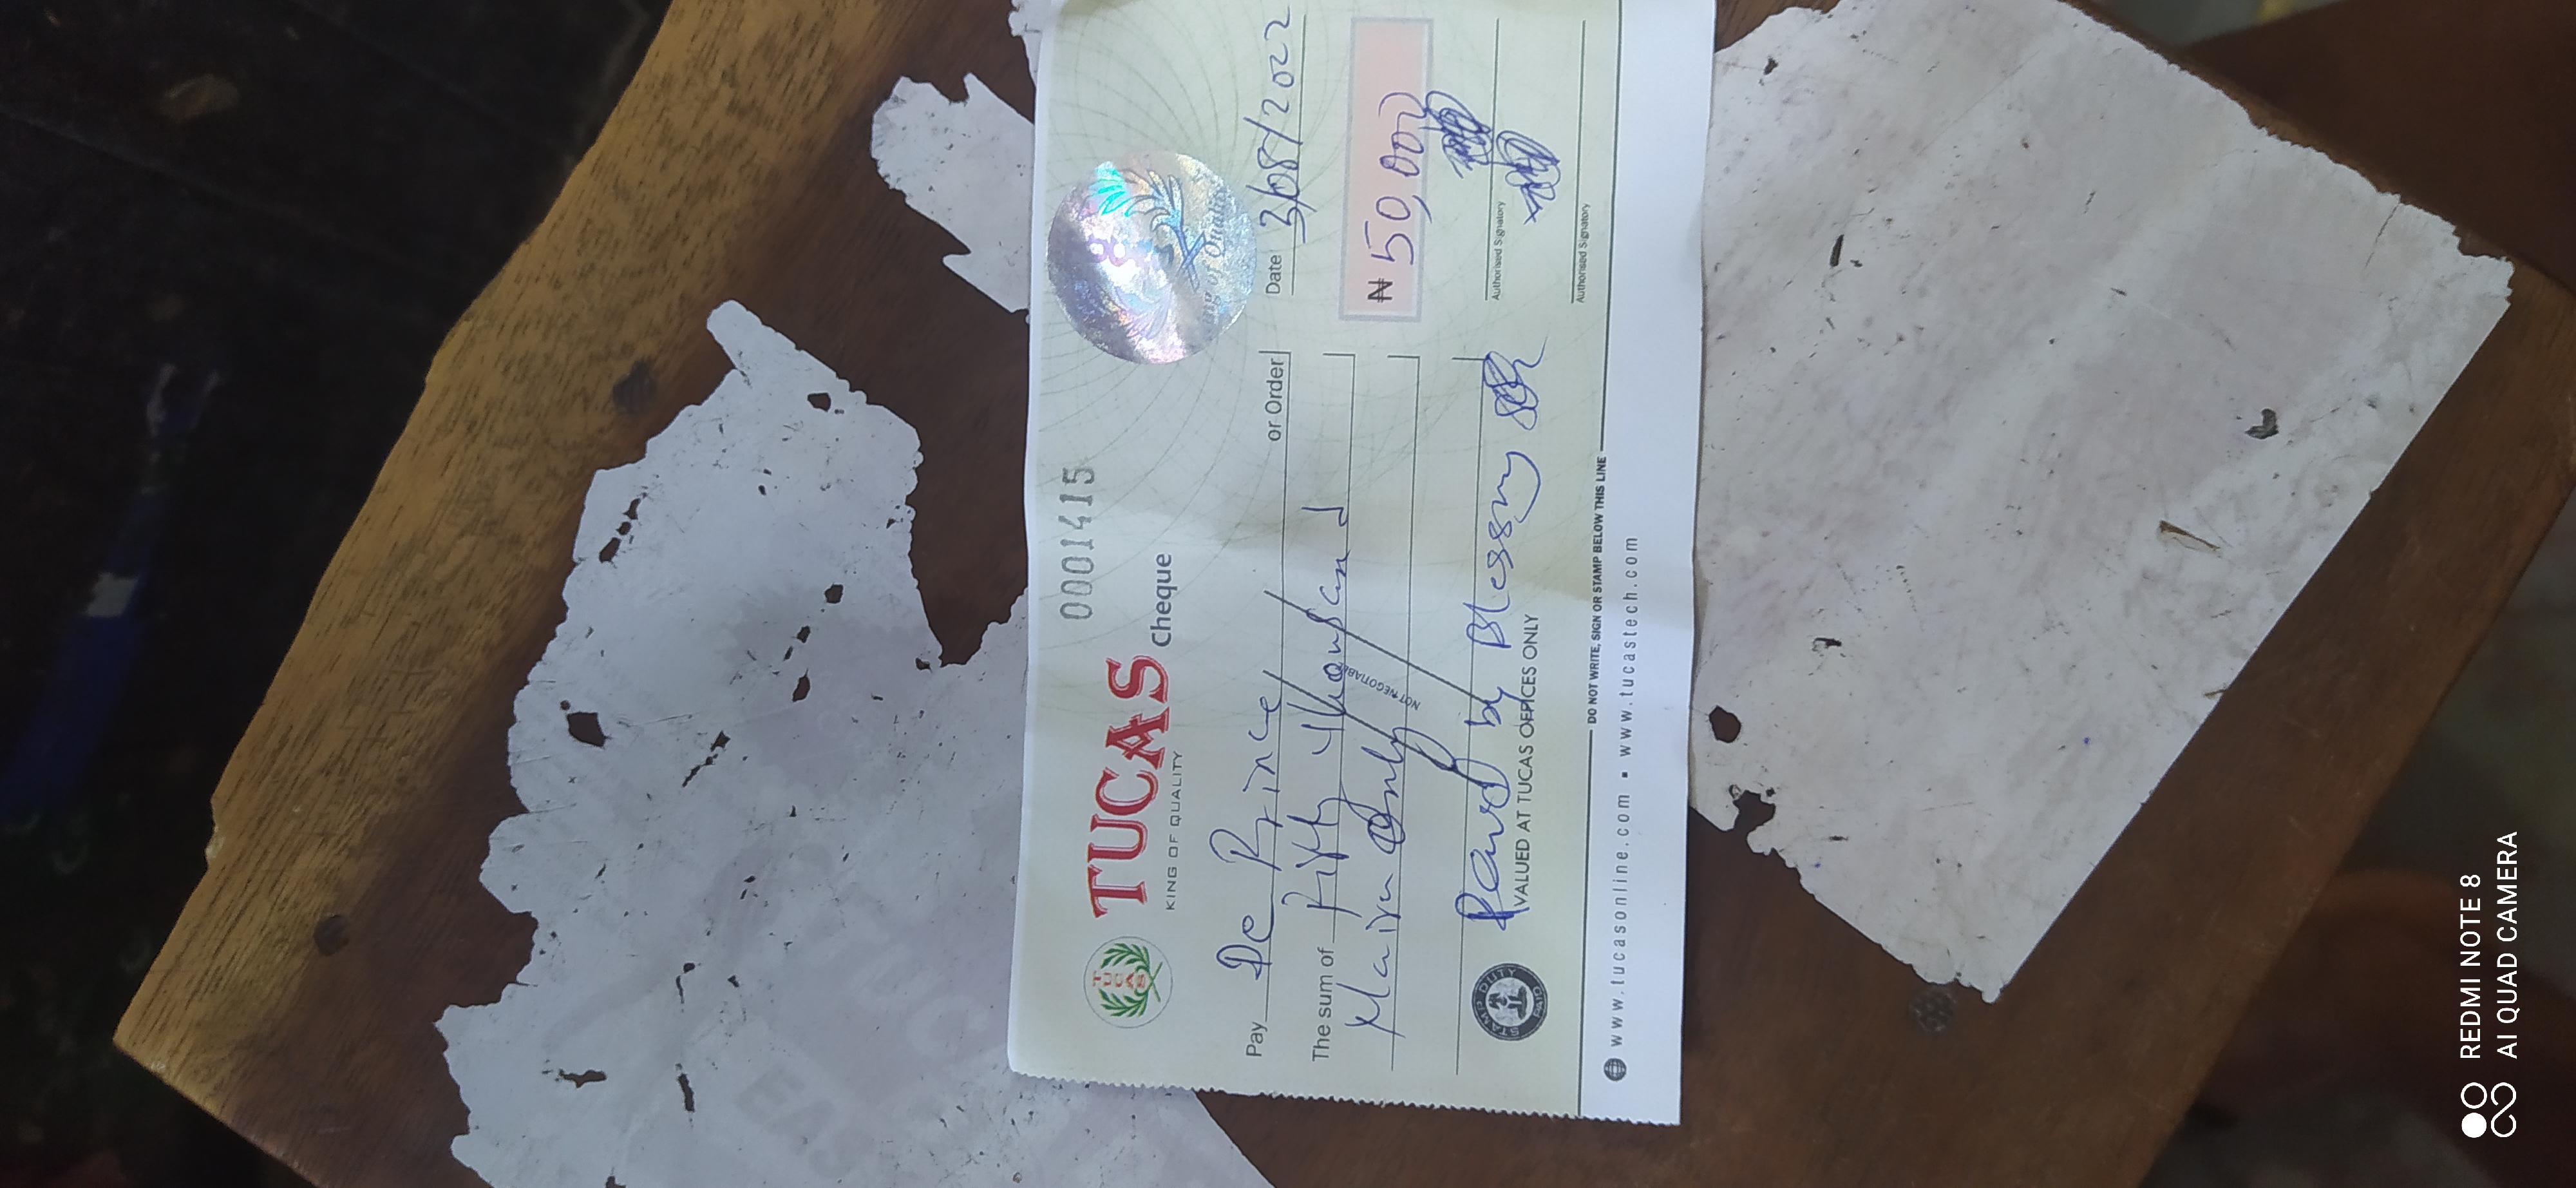 0001415
TUCAS
KING OF QUALITY
Cheque
Pay De Prince or Order
Date 3/08/2022
The sum of Fifty thousand
Naira only
₦ 50,000
NOT NEGOTIABLE
by Blessing
Authorised Signatory
Authorised Signatory
VALUED AT TUCAS OFFICES ONLY
STAMP DUTY
PAID
DO NOT WRITE, SIGN OR STAMP BELOW THIS LINE
www.tucasonline.com ▪ www.tucastech.com
REDMI NOTE 8
AI QUAD CAMERA